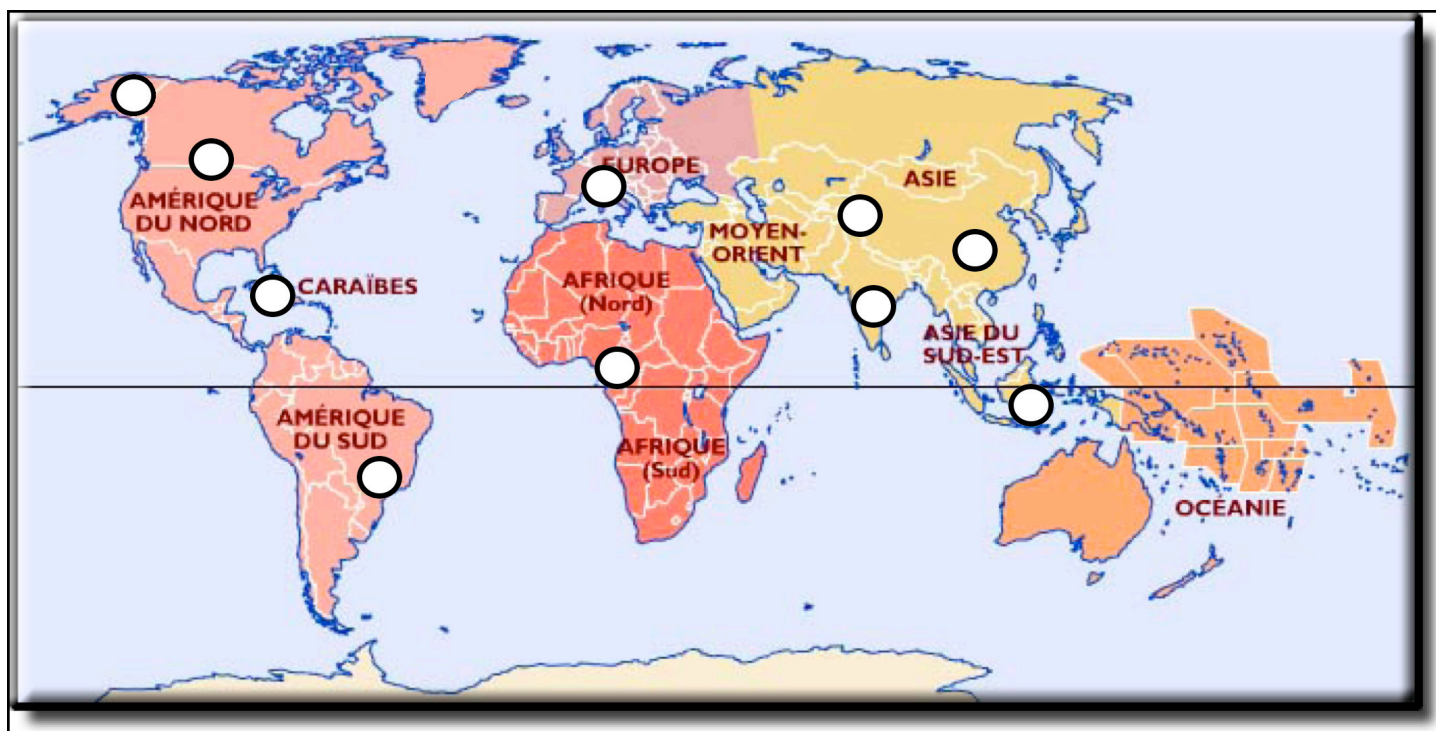 EUROPE
ASIE
AMÉRIQUE
DU NORD
MOYEN-
ORIENT
CARAÏBES
AFRIQUE
(Nord)
ASIE DU
SUD-EST
AMÉRIQUE
DU SUD
AFRIQUE
(Sud)
OCÉANIE